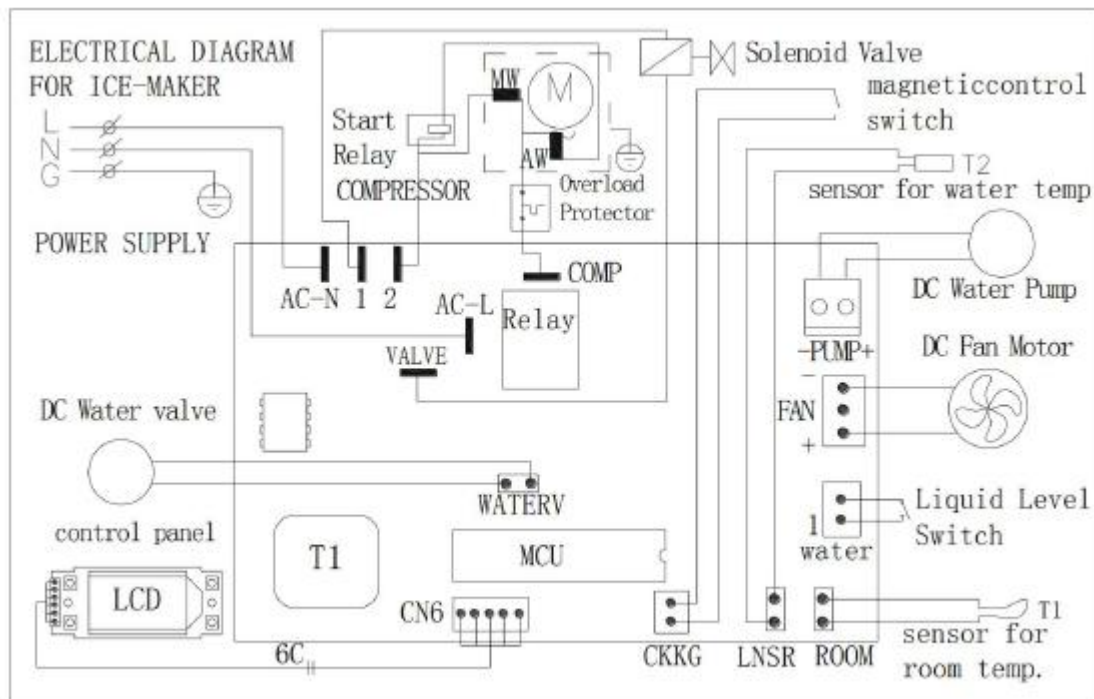 ELECTRICAL DIAGRAM
FOR ICE-MAKER
L
N
G
POWER SUPPLY
Start
Relay
COMPRESSOR
MW
M
AW
Overload
Protector
Solenoid Valve
magneticcontrol
switch
T2
sensor for water temp
DC Water Pump
AC-N 1 2
COMP
AC-L
Relay
VALVE
-PUMP+
DC Fan Motor
-
FAN
+
DC Water valve
WATERV
control panel
LCD
T1
MCU
CN6
6C
1
water
Liquid Level
Switch
CKKG
LNSR
ROOM
T1
sensor for
room temp.